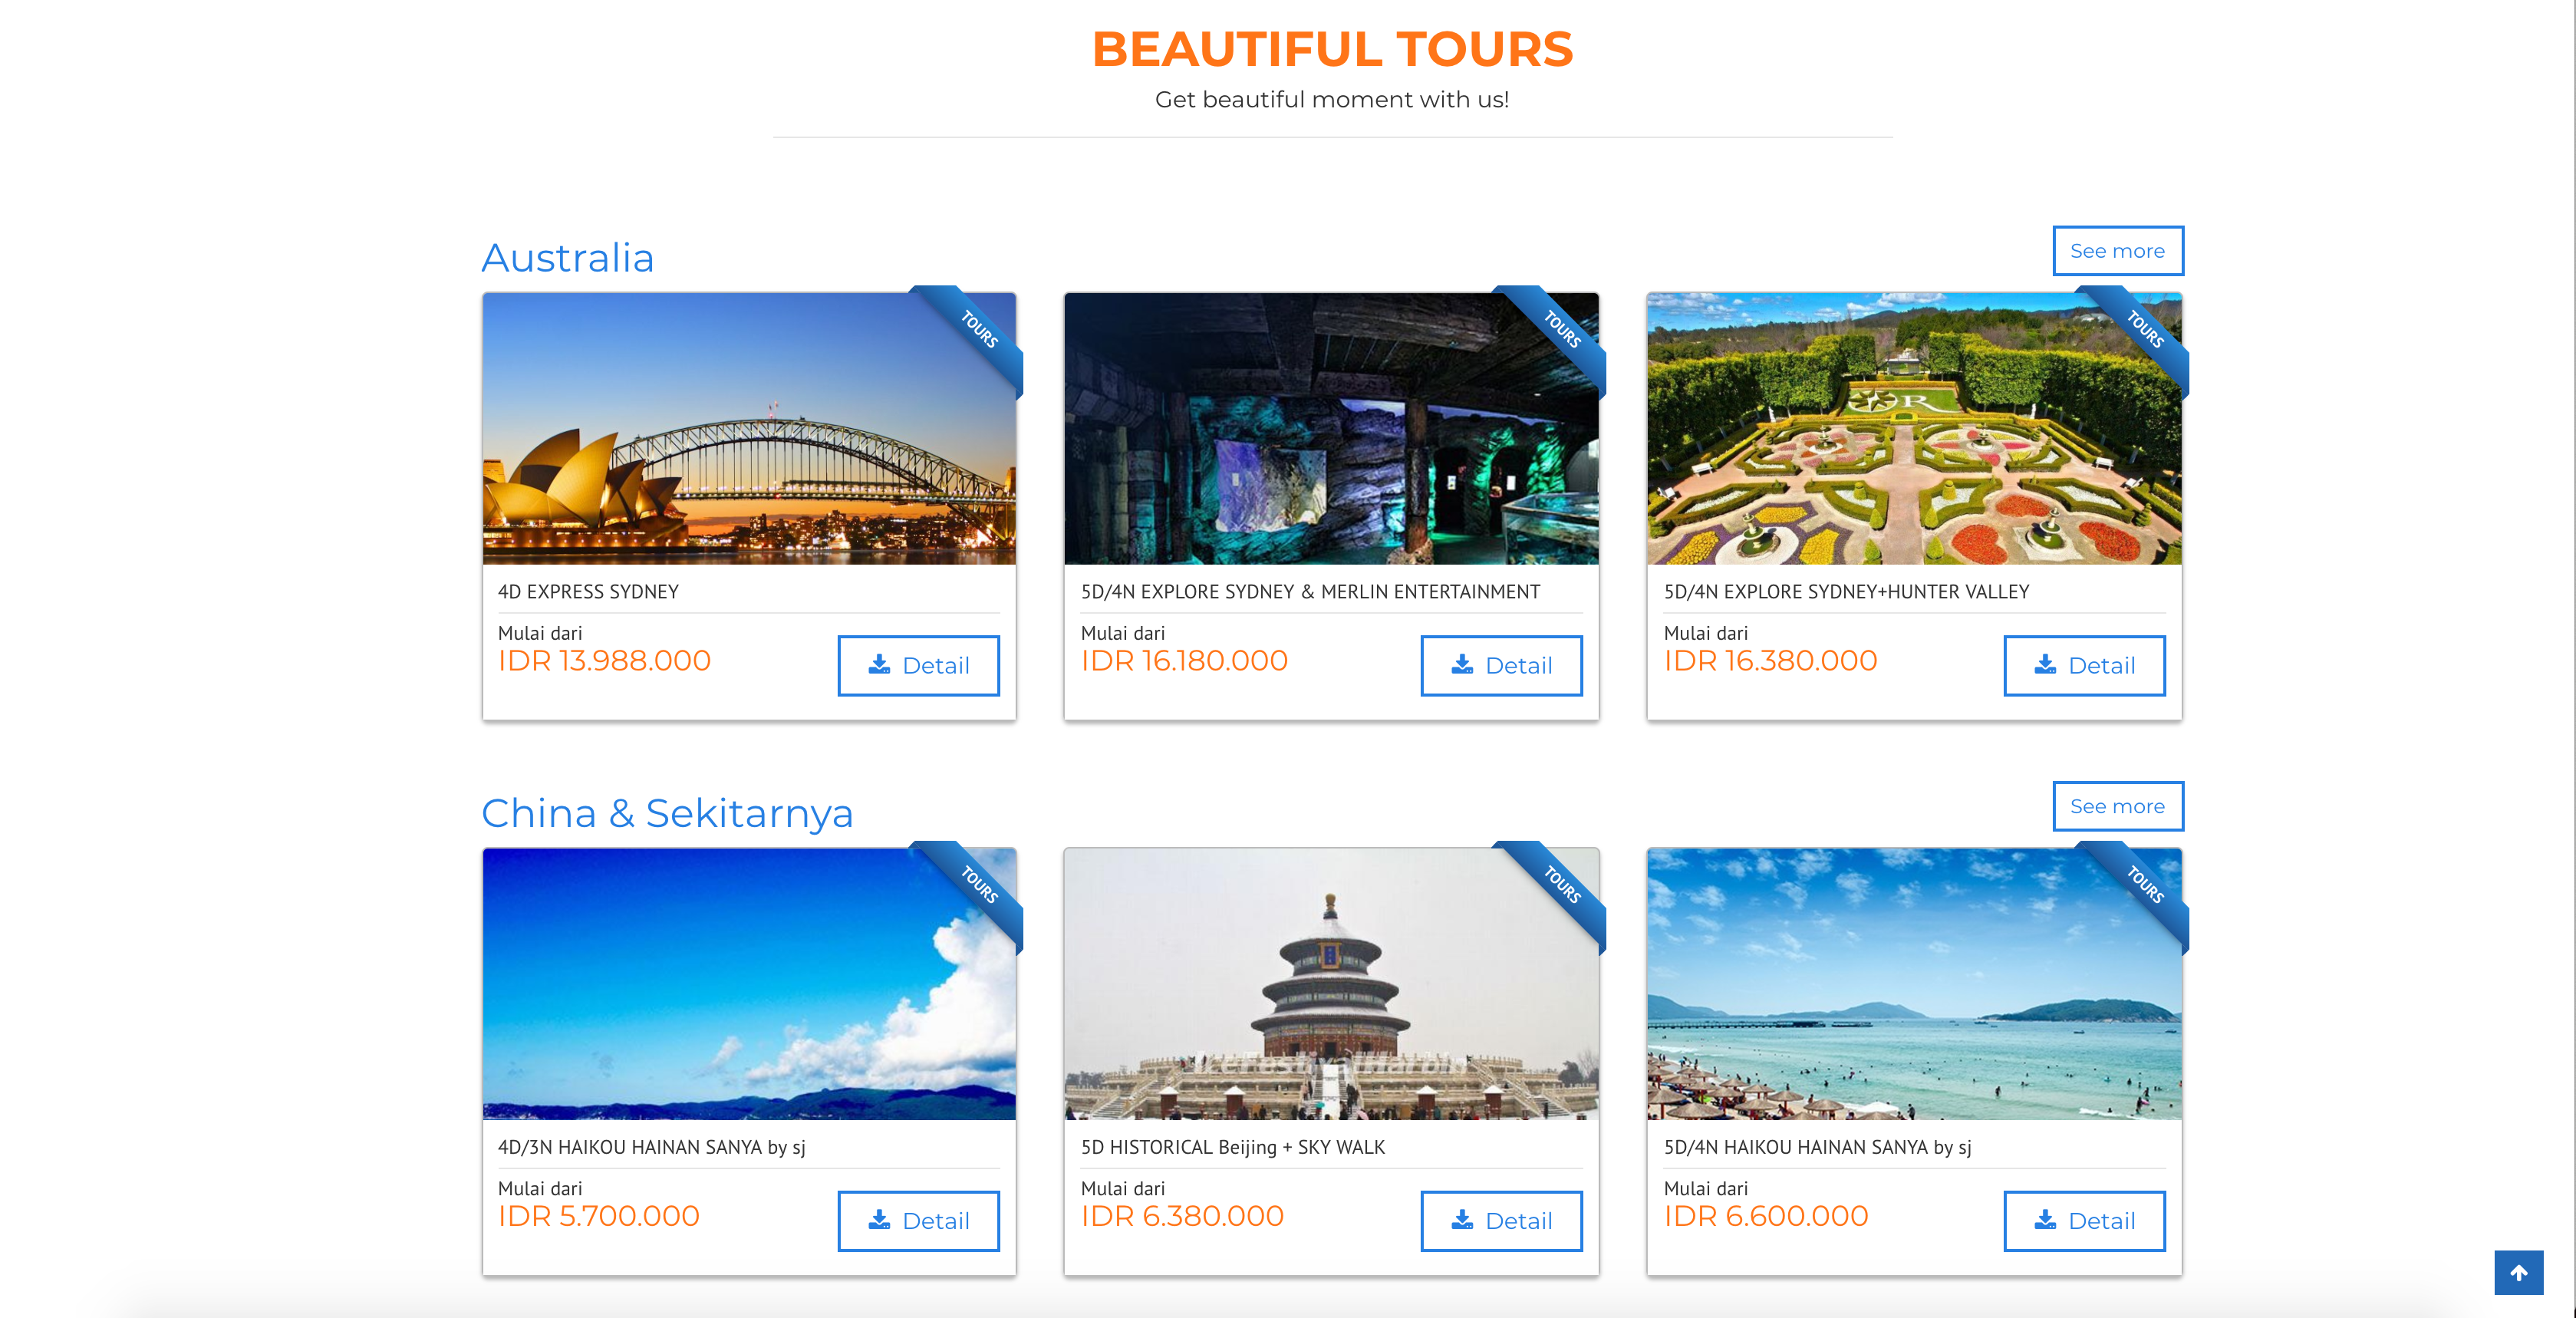 BEAUTIFUL TOURS
Get beautiful moment with us!
Australia
See more
TOURS
4D EXPRESS SYDNEY
Mulai dari
IDR 13.988.000
Detail
TOURS
5D/4N EXPLORE SYDNEY & MERLIN ENTERTAINMENT
Mulai dari
IDR 16.180.000
Detail
TOURS
R
5D/4N EXPLORE SYDNEY+HUNTER VALLEY
Mulai dari
IDR 16.380.000
Detail
China & Sekitarnya
See more
TOURS
4D/3N HAIKOU HAINAN SANYA by sj
Mulai dari
IDR 5.700.000
Detail
TOURS
5D HISTORICAL Beijing + SKY WALK
Mulai dari
IDR 6.380.000
Detail
TOURS
5D/4N HAIKOU HAINAN SANYA by sj
Mulai dari
IDR 6.600.000
Detail